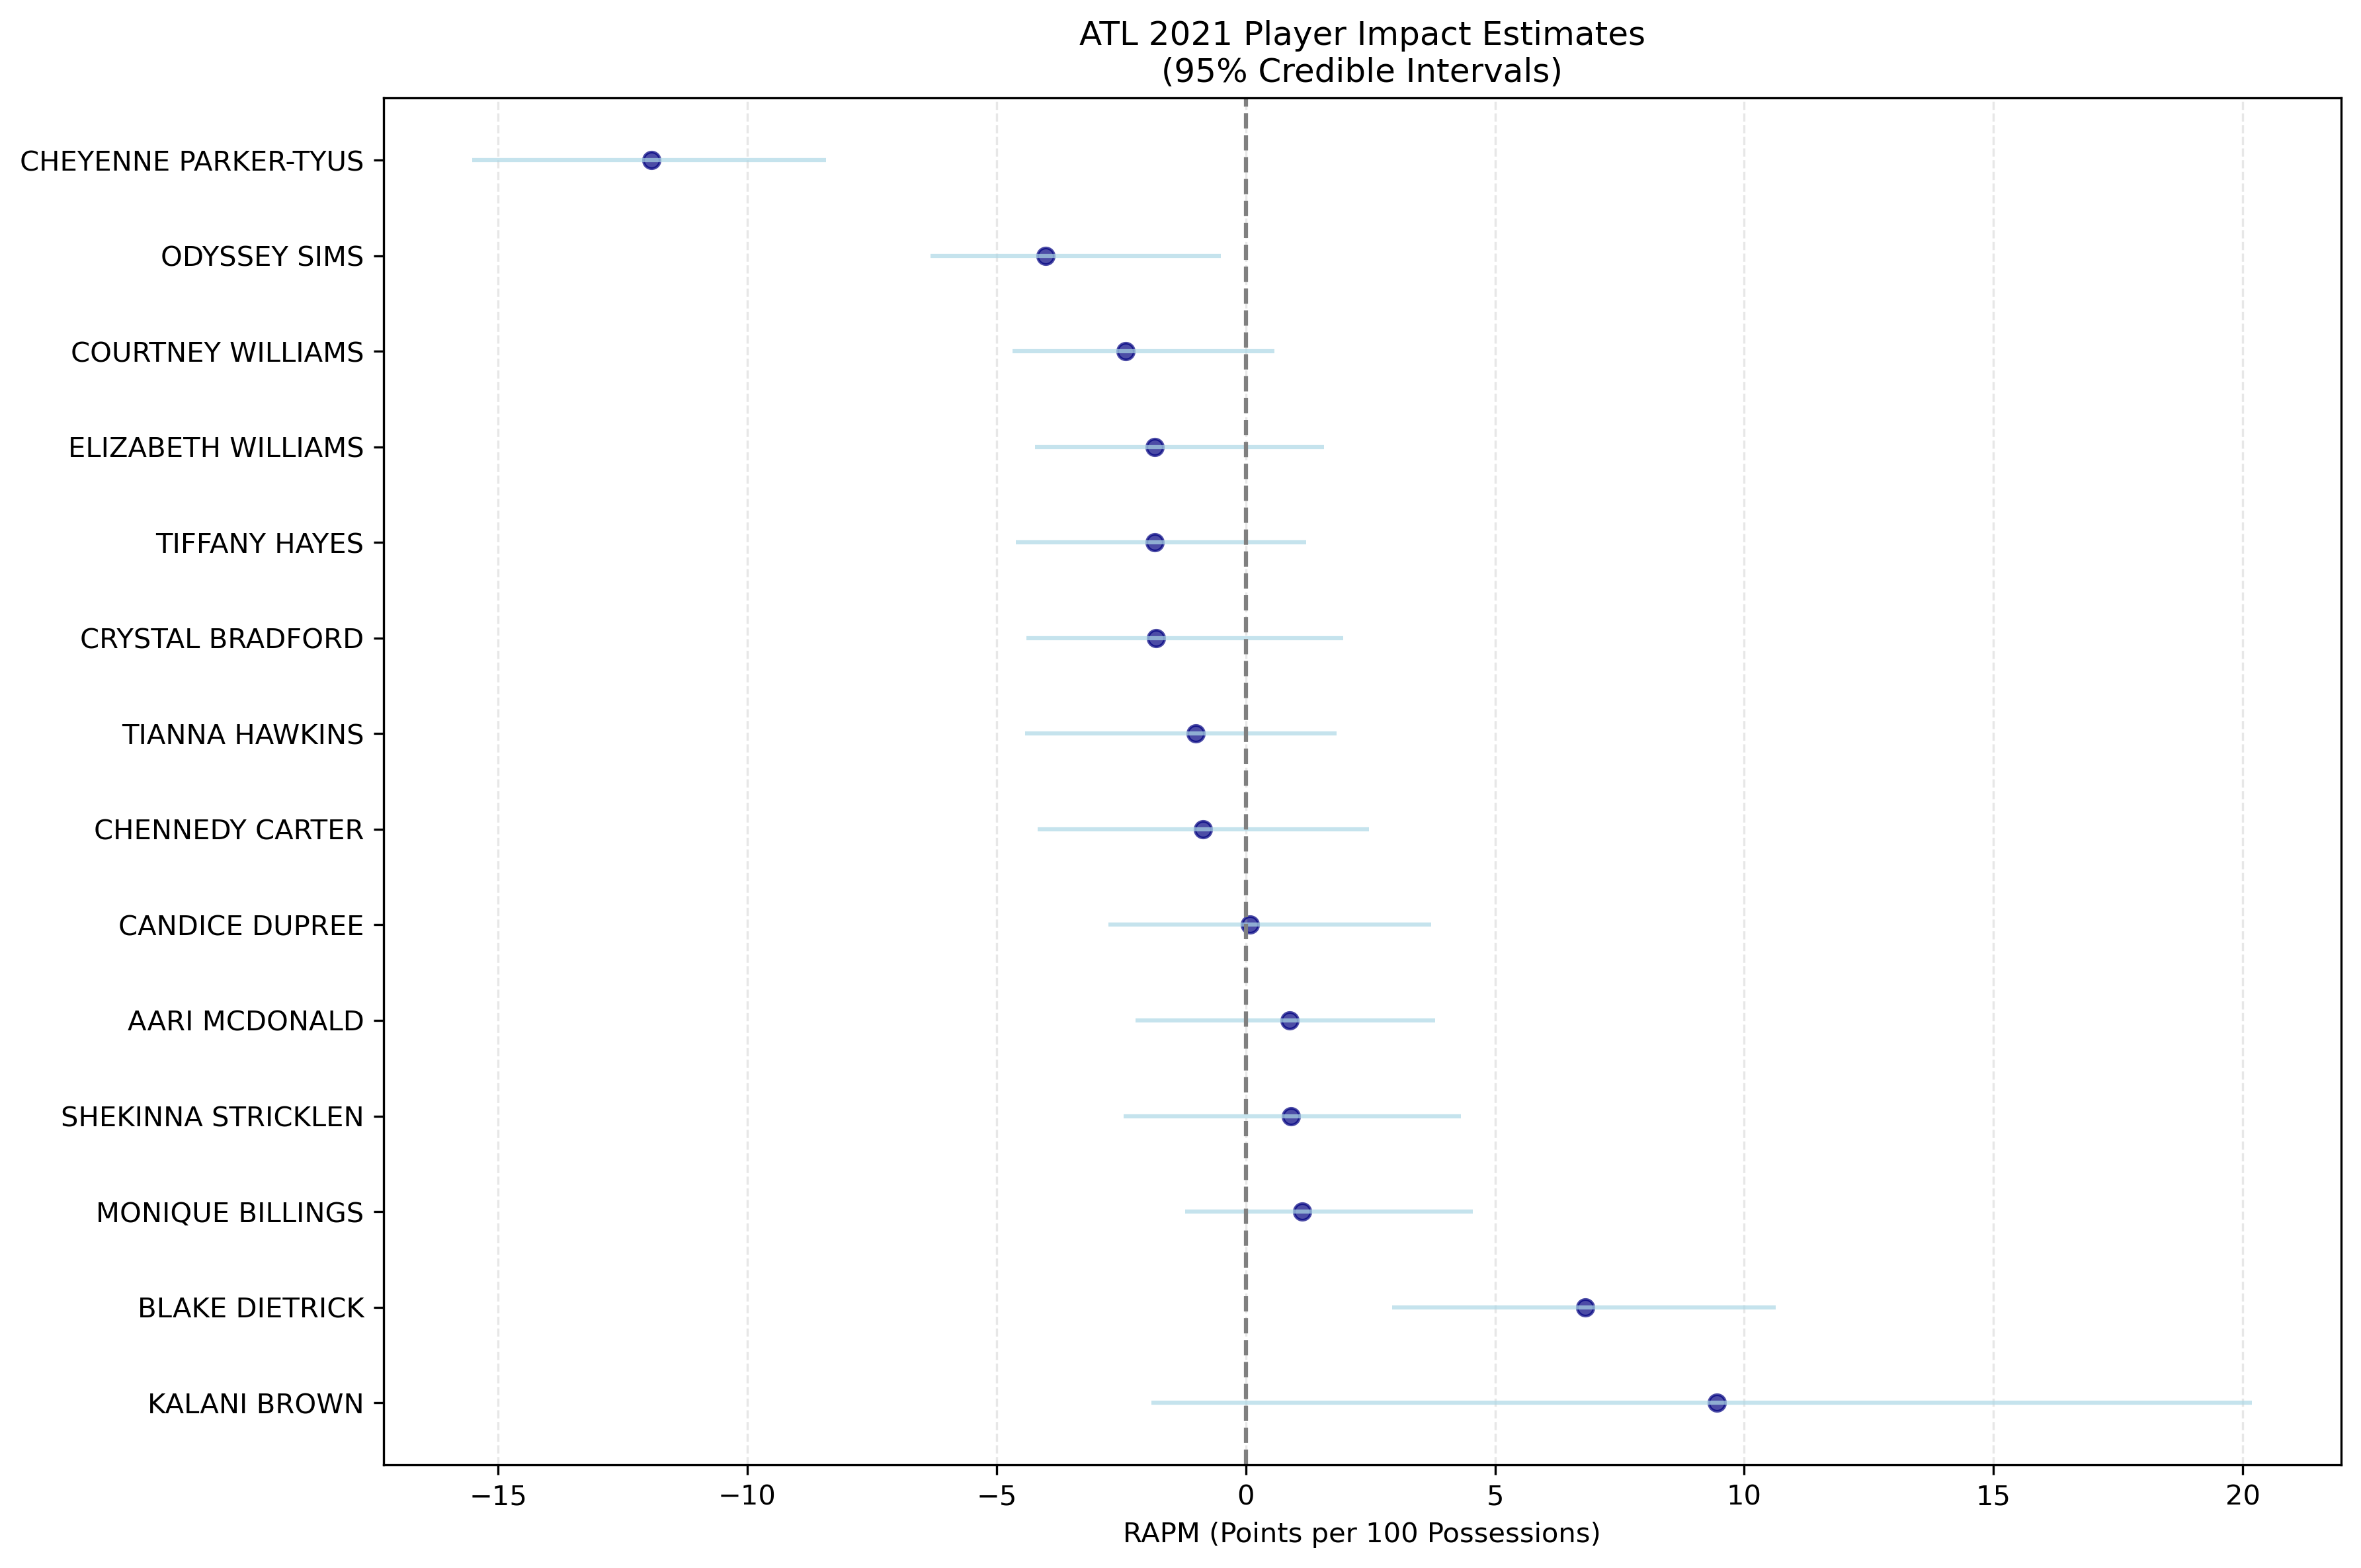 ATL 2021 Player Impact Estimates
(95% Credible Intervals)
CHEYENNE PARKER-TYUS
ODYSSEY SIMS
COURTNEY WILLIAMS
ELIZABETH WILLIAMS
TIFFANY HAYES
CRYSTAL BRADFORD
TIANNA HAWKINS
CHENNEDY CARTER
CANDICE DUPREE
AARI MCDONALD
SHEKINNA STRICKLEN
MONIQUE BILLINGS
BLAKE DIETRICK
KALANI BROWN
−15 −10 −5 0 5 10 15 20
RAPM (Points per 100 Possessions)